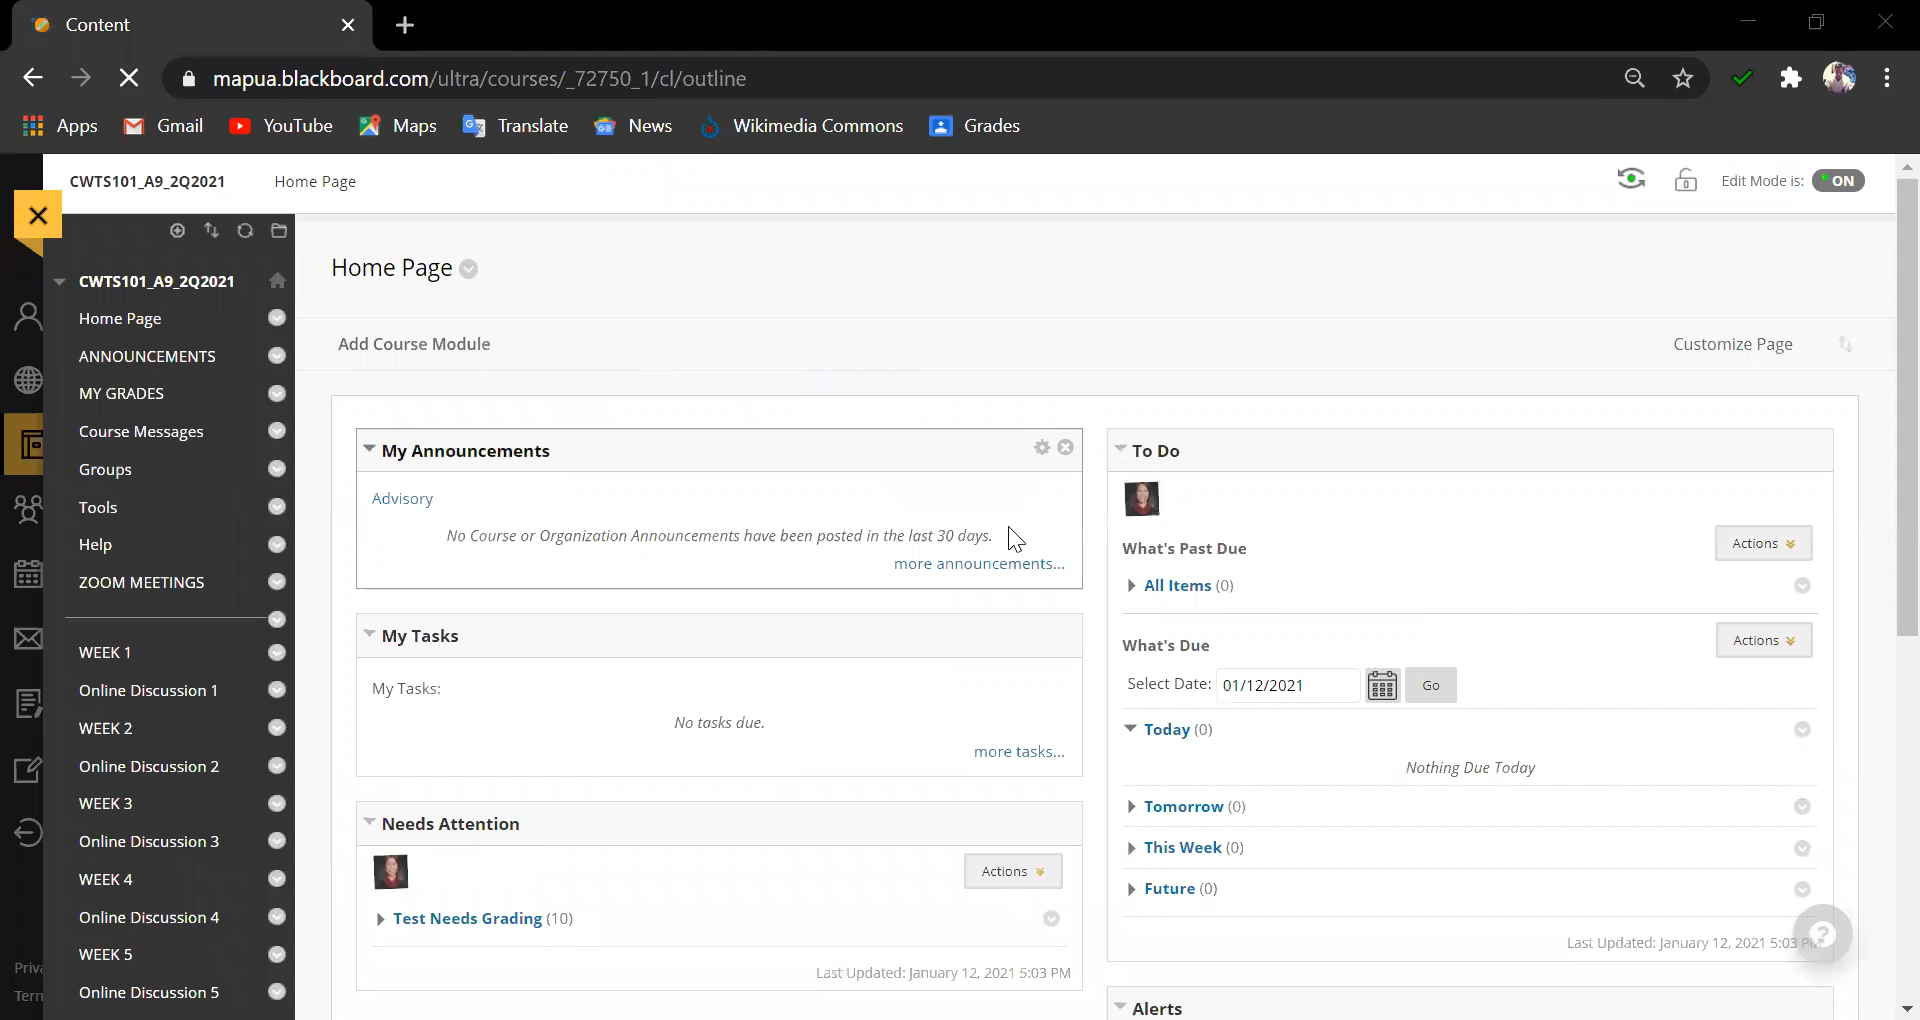 Content
mapua.blackboard.com/ultra/courses/_72750_1/cl/outline
Apps Gmail YouTube Maps Translate News Wikimedia Commons Grades
CWTS101_A9_2Q2021 Home Page Edit Mode is: ON
Home Page
Add Course Module Customize Page
CWTS101_A9_2Q2021
Home Page
ANNOUNCEMENTS
MY GRADES
Course Messages
Groups
Tools
Help
ZOOM MEETINGS
WEEK 1
Online Discussion 1
WEEK 2
Online Discussion 2
WEEK 3
Online Discussion 3
WEEK 4
Online Discussion 4
WEEK 5
Online Discussion 5
Priva
Term
My Announcements
Advisory
No Course or Organization Announcements have been posted in the last 30 days.
more announcements...
My Tasks
My Tasks:
No tasks due.
more tasks...
Needs Attention
Actions
Test Needs Grading (10)
Last Updated: January 12, 2021 5:03 PM
To Do
What's Past Due Actions
All Items (0)
What's Due Actions
Select Date: 01/12/2021 Go
Today (0)
Nothing Due Today
Tomorrow (0)
This Week (0)
Future (0)
Last Updated: January 12, 2021 5:03 PM
?
Alerts